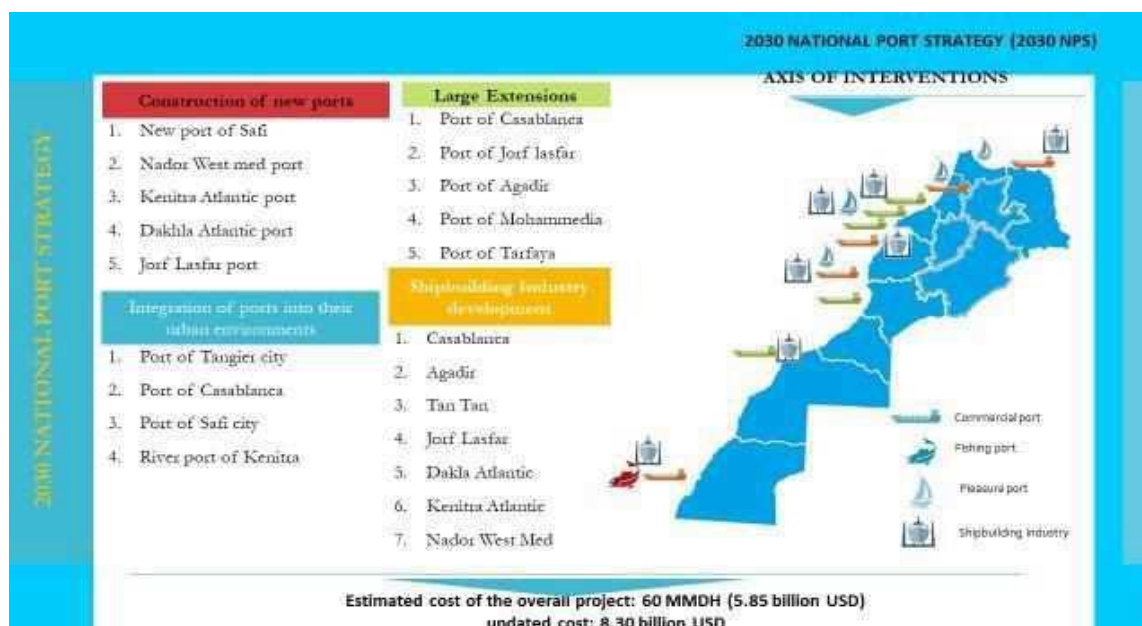 2030 NATIONAL PORT STRATEGY (2030 NPS)
2030 NATIONAL PORT STRATEGY
AXIS OF INTERVENTIONS
Construction of new ports
1. New port of Safi
2. Nador West med port
3. Kenitra Atlantic port
4. Dakhla Atlantic port
5. Jorf Lasfar port
Large Extensions
1. Port of Casablanca
2. Port of Jorf lasfar
3. Port of Agadir
4. Port of Mohammedia
5. Port of Tarfaya
Integration of ports into their
urban environments
1. Port of Tangier city
2. Port of Casablanca
3. Port of Safi city
4. River port of Kenitra
Shipbuilding Industry
development
1. Casablanca
2. Agadir
3. Tan Tan
4. Jorf Lasfar
5. Dakla Atlantic
6. Kenitra Atlantic
7. Nador West Med
Commercial port
Fishing port
Pleasure port
Shipbuilding Industry
Estimated cost of the overall project: 60 MMDH (5.85 billion USD)
updated cost: 8.30 billion USD